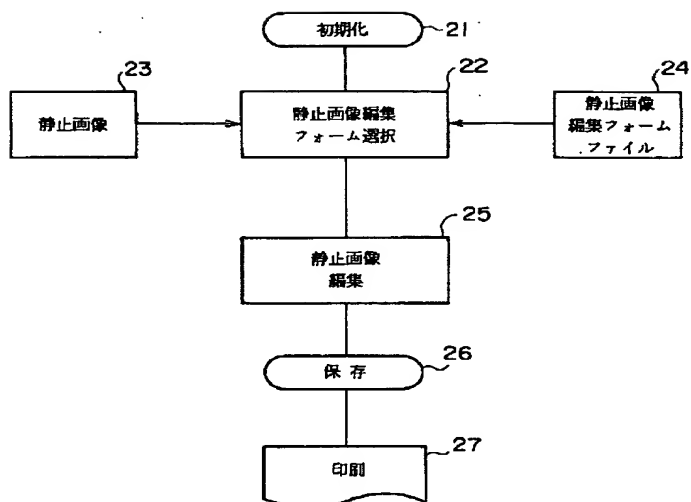 初期化
21
23
22
24
静止画像
静止画像編集
フォーム選択
静止画像
編集フォーム
ファイル
25
静止画像
編集
26
保存
27
印刷